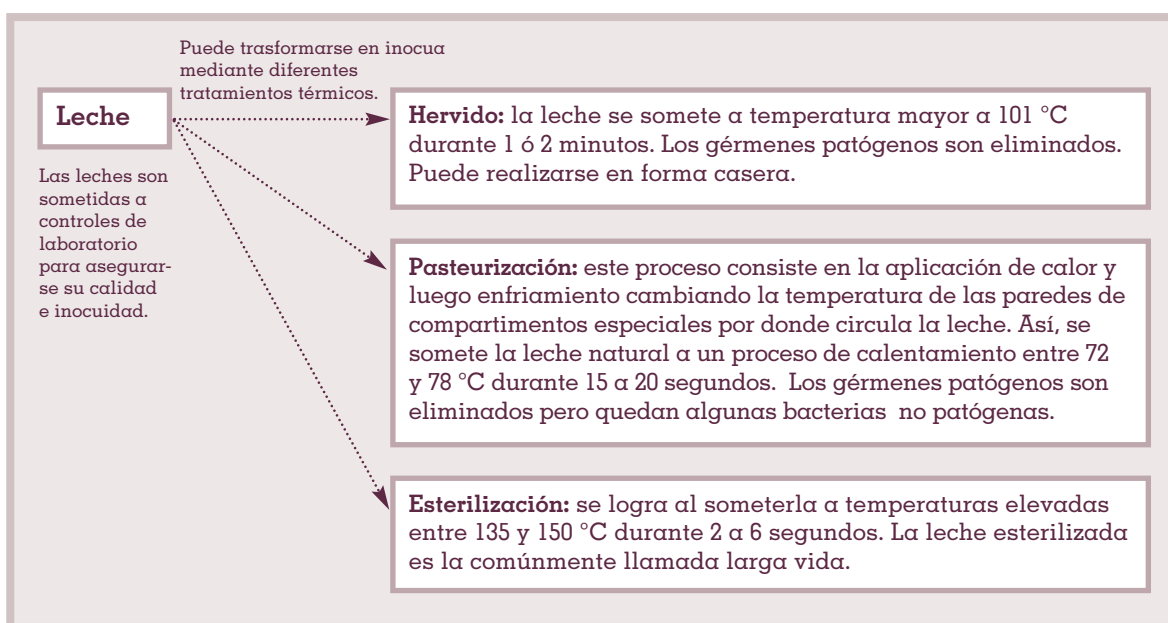 Puede trasformarse en inocua
mediante diferentes
tratamientos térmicos.
Leche
Las leches son
sometidas a
controles de
laboratorio
para asegurar-
se su calidad
e inocuidad.
Hervido: la leche se somete a temperatura mayor a 101 °C
durante 1 ó 2 minutos. Los gérmenes patógenos son eliminados.
Puede realizarse en forma casera.
Pasteurización: este proceso consiste en la aplicación de calor y
luego enfriamiento cambiando la temperatura de las paredes de
compartimentos especiales por donde circula la leche. Así, se
somete la leche natural a un proceso de calentamiento entre 72
y 78 °C durante 15 a 20 segundos. Los gérmenes patógenos son
eliminados pero quedan algunas bacterias no patógenas.
Esterilización: se logra al someterla a temperaturas elevadas
entre 135 y 150 °C durante 2 a 6 segundos. La leche esterilizada
es la comúnmente llamada larga vida.